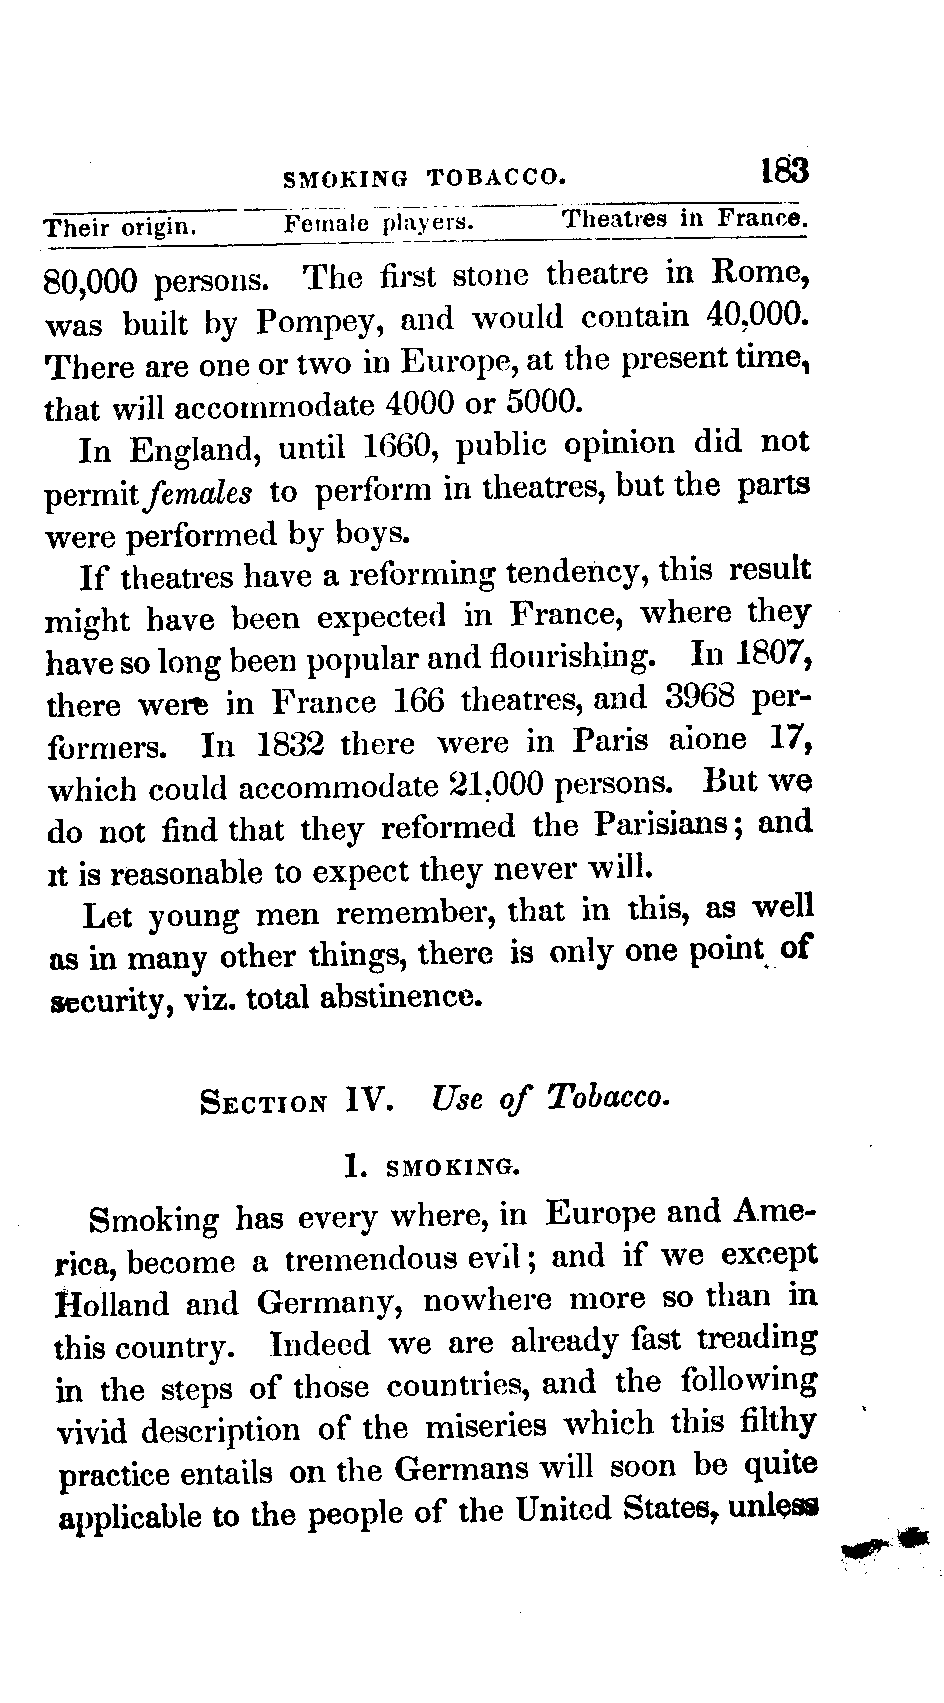 SMOKING TOBACCO. 183
Their origin. Female players. Theatres in France.
80,000 persons. The first stone theatre in Rome,
was built by Pompey, and would contain 40,000.
There are one or two in Europe, at the present time,
that will accommodate 4000 or 5000.
In England, until 1660, public opinion did not
permit females to perform in theatres, but the parts
were performed by boys.
If theatres have a reforming tendency, this result
might have been expected in France, where they
have so long been popular and flourishing. In 1807,
there were in France 166 theatres, and 3968 per-
formers. In 1832 there were in Paris alone 17,
which could accommodate 21,000 persons. But we
do not find that they reformed the Parisians; and
it is reasonable to expect they never will.
Let young men remember, that in this, as well
as in many other things, there is only one point of
security, viz. total abstinence.
SECTION IV. Use of Tobacco.
I. SMOKING.
Smoking has every where, in Europe and Ame-
rica, become a tremendous evil; and if we except
Holland and Germany, nowhere more so than in
this country. Indeed we are already fast treading
in the steps of those countries, and the following
vivid description of the miseries which this filthy
practice entails on the Germans will soon be quite
applicable to the people of the United States, unless